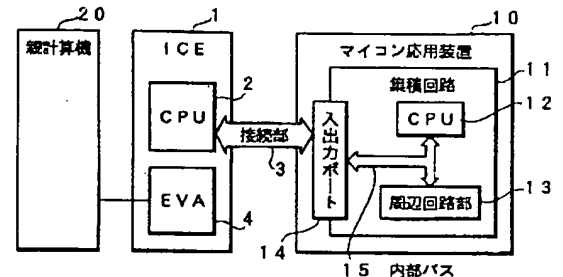 20
親計算機
1
ICE
CPU
2
EVA
4
接続部
3
10
マイコン応用装置
11
集積回路
CPU
12
入出力ポート
周辺回路部
13
14
15
内部バス